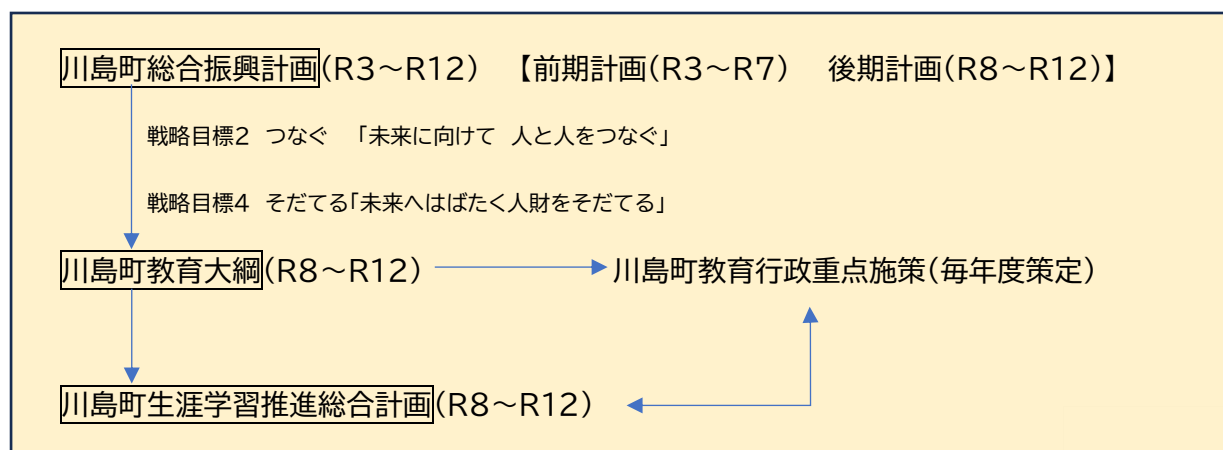 川島町総合振興計画(R3～R12)　【前期計画(R3～R7)　後期計画(R8～R12)】
戦略目標2　つなぐ　「未来に向けて　人と人をつなぐ」
戦略目標4　そだてる「未来へはばたく人財をそだてる」
川島町教育大綱(R8～R12)　川島町教育行政重点施策(毎年度策定)
川島町生涯学習推進総合計画(R8～R12)